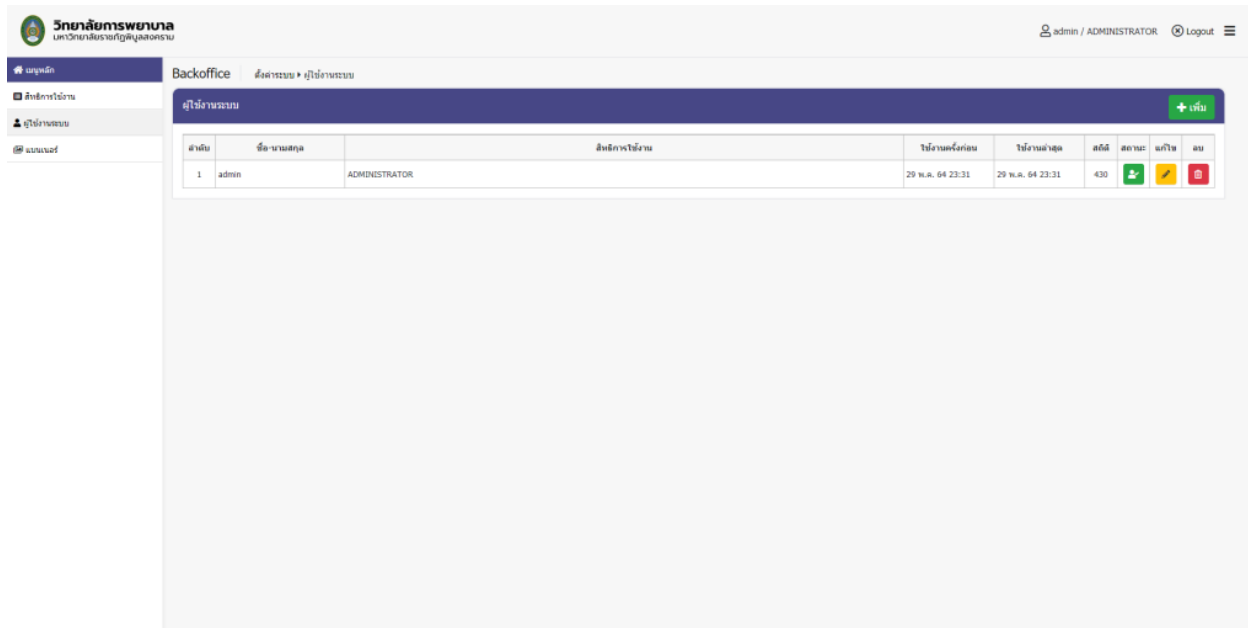 วิทยาลัยการพยาบาล
มหาวิทยาลัยราชภัฏพิบูลสงคราม
admin / ADMINISTRATOR Logout
เมนูหลัก
สิทธิการใช้งาน
ผู้ใช้งานระบบ
แบนเนอร์
Backoffice ตั้งค่าระบบ ผู้ใช้งานระบบ
ผู้ใช้งานระบบ
+ เพิ่ม
ลำดับ ชื่อ-นามสกุล สิทธิการใช้งาน ใช้งานครั้งก่อน ใช้งานล่าสุด สถิติ สถานะ แก้ไข ลบ
1 admin ADMINISTRATOR 29 พ.ค. 64 23:31 29 พ.ค. 64 23:31 430